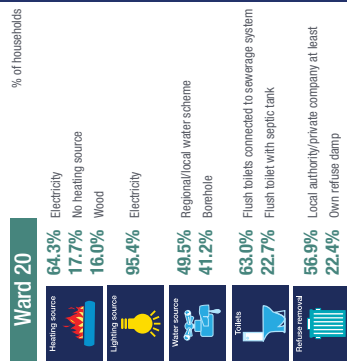 Ward 20
% of households
Heating source
64.3% Electricity
17.7% No heating source
16.0% Wood
Lighting source
95.4% Electricity
Water source
49.5% Regional/local water scheme
41.2% Borehole
Toilets
63.0% Flush toilets connected to sewerage system
22.7% Flush toilet with septic tank
Refuse removal
56.9% Local authority/private company at least
22.4% Own refuse damp